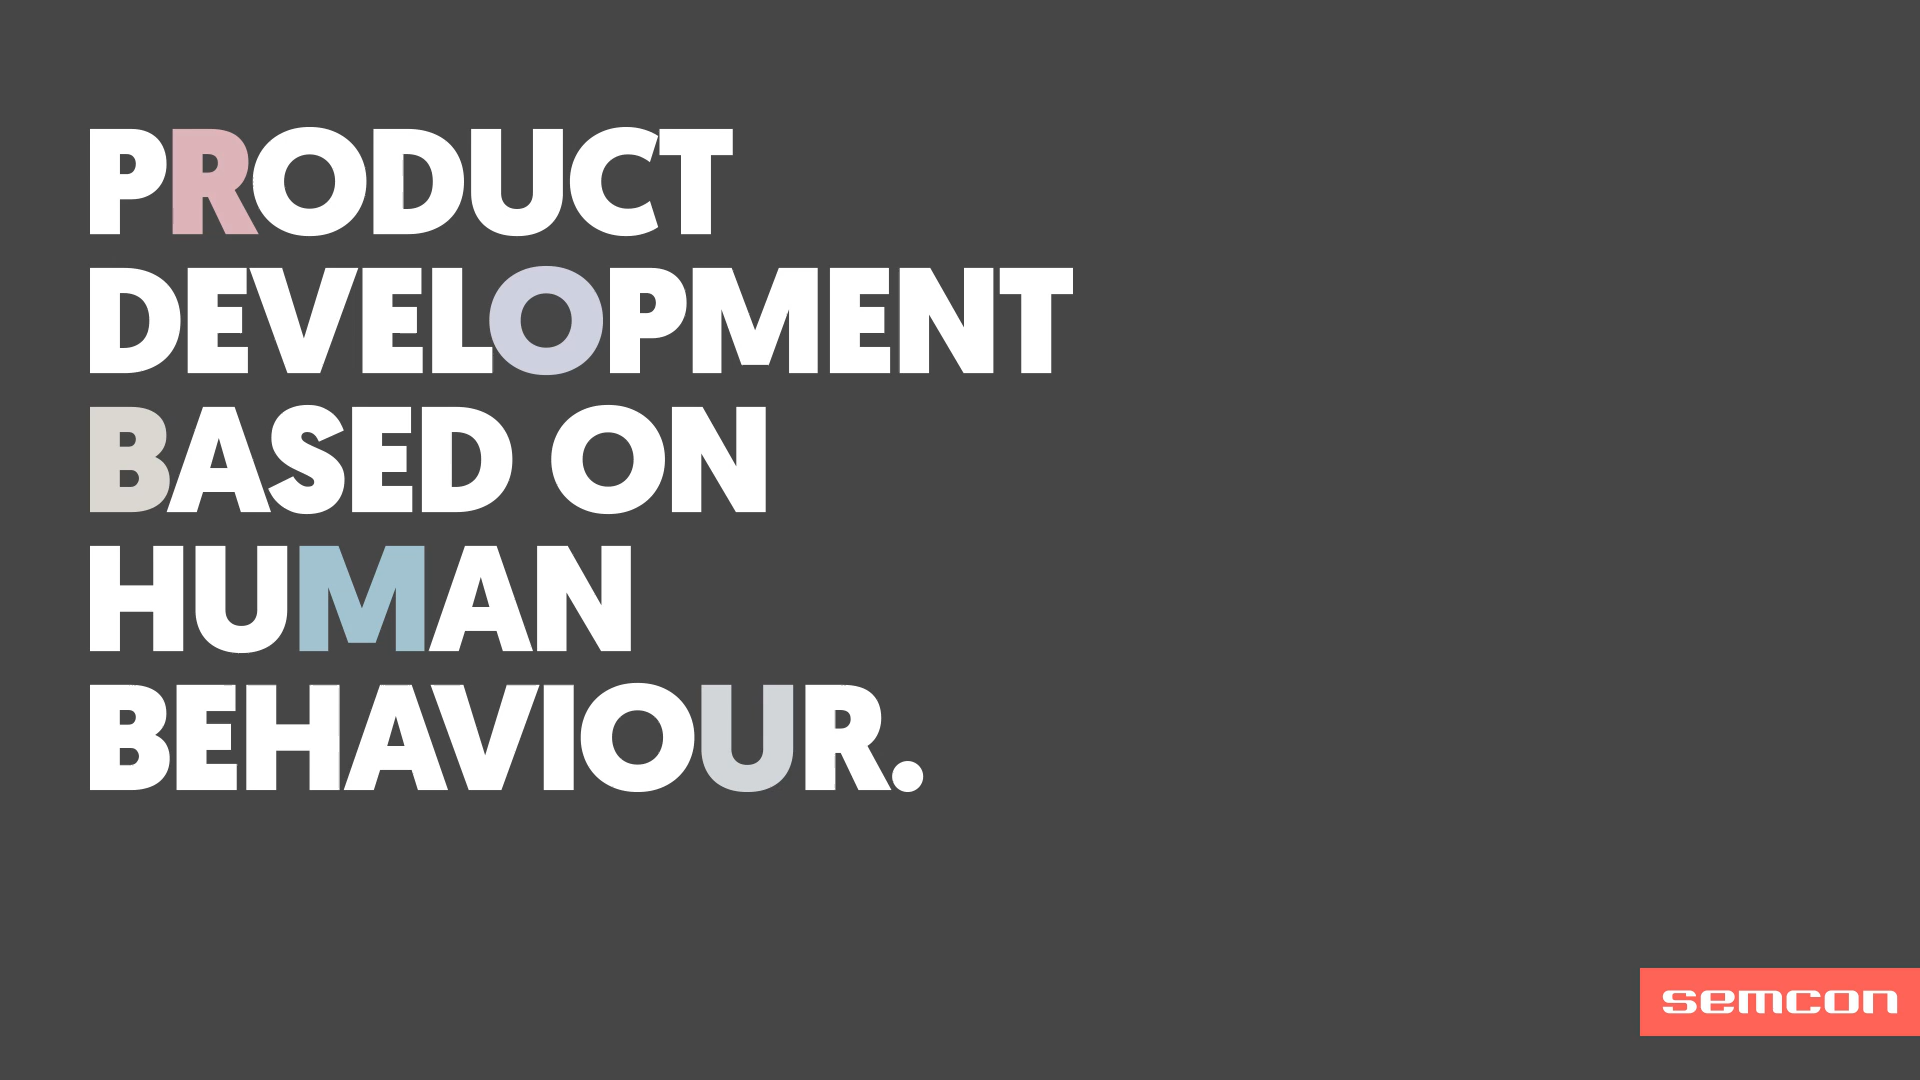 PRODUCT
DEVELOPMENT
BASED ON
HUMAN
BEHAVIOUR.
semcon